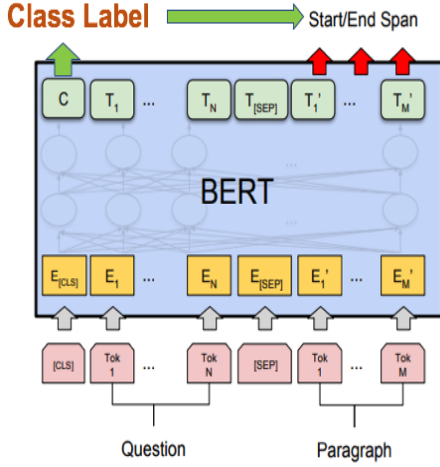 Class Label Start/End Span
C T1 ... TN T[SEP] T1' ... TM'
...
BERT
...
E[CLS] E1 ... EN E[SEP] E1' ... EM'
[CLS] Tok 1 ... Tok N [SEP] Tok 1 ... Tok M
Question Paragraph